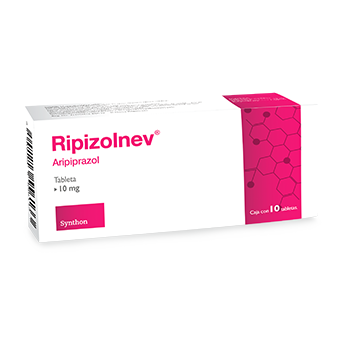 Ripizolnev®
Aripiprazol
Tableta
▸10 mg
Synthon
Caja con 10 tabletas.